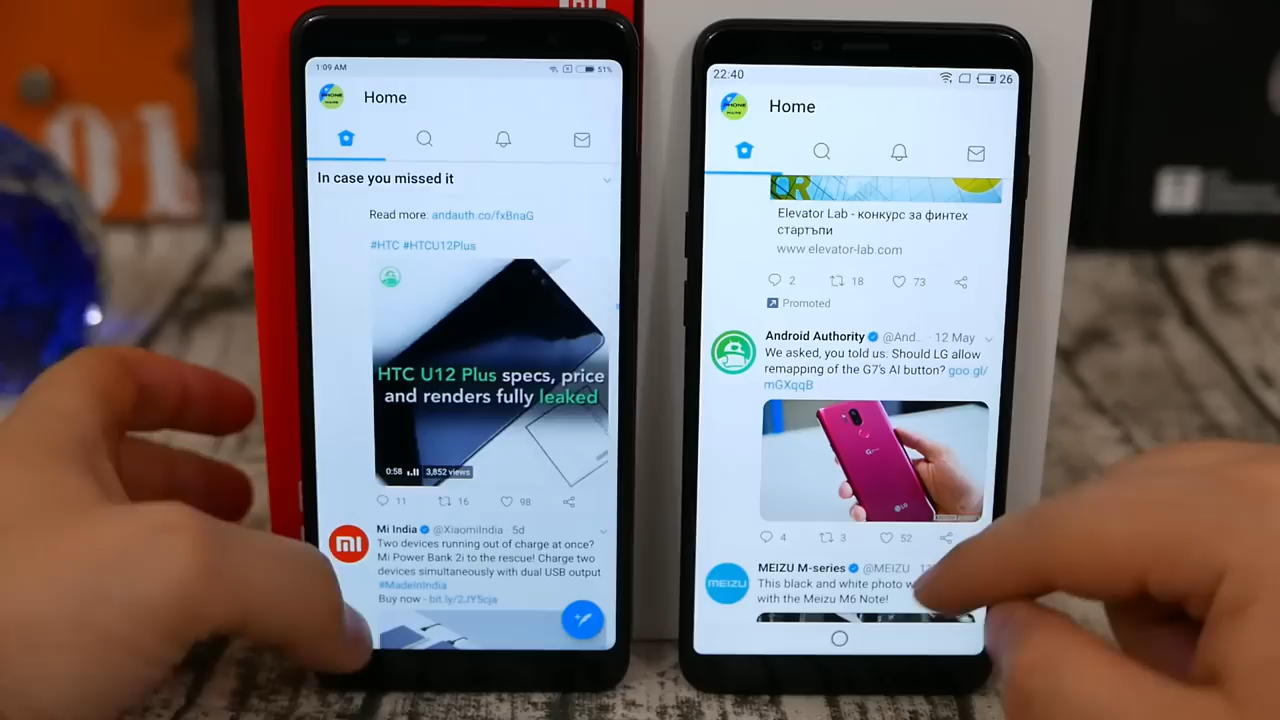 01
1:09 AM
51%
Home
In case you missed it
Read more: andauth.co/fxBnaG
#HTC #HTCU12Plus
HTC U12 Plus specs, price
and renders fully leaked
0:58
3,852 views
11
16
98
Mi India @XiaomiIndia · 5d
Two devices running out of charge at once?
Mi Power Bank 2i to the rescue! Charge two
devices simultaneously with dual USB output
#MadeInIndia
Buy now - bit.ly/2JY5cja
22:40
26
Home
OR
Elevator Lab - конкурс за финтех
стартъпи
www.elevator-lab.com
2
18
73
Promoted
Android Authority @And... · 12 May
We asked, you told us: Should LG allow
remapping of the G7's AI button? goo.gl/
mGXqqB
LG
4
3
52
MEIZU
MEIZU M-series @MEIZU
This black and white photo
with the Meizu M6 Note!